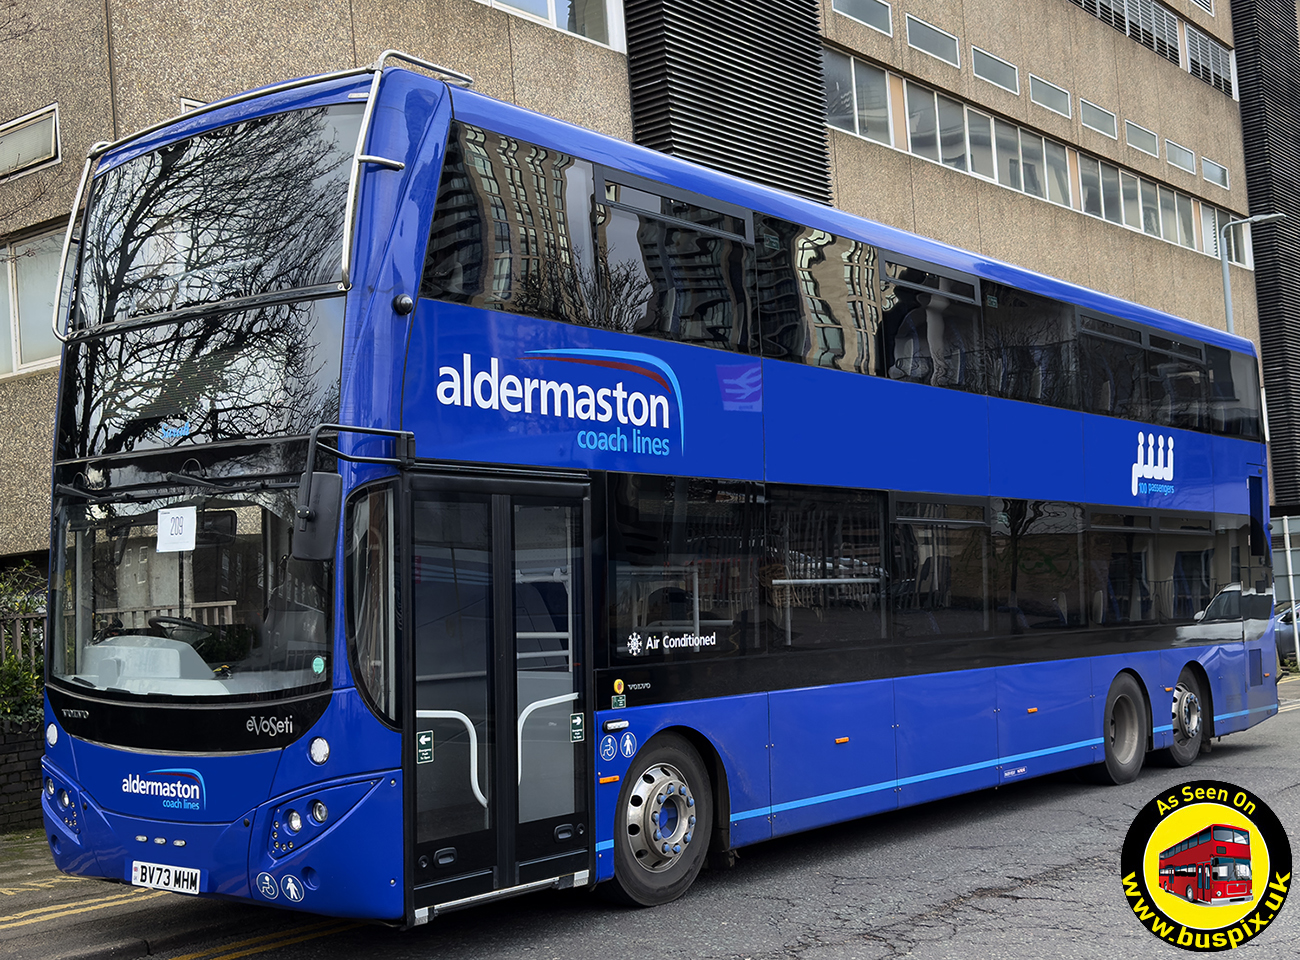 aldermaston
coach lines
100 passengers
209
Air Conditioned
VOLVO
VOLVO
eVoSeti
aldermaston
coach lines
BV73 MHM
As Seen On
www.buspix.uk